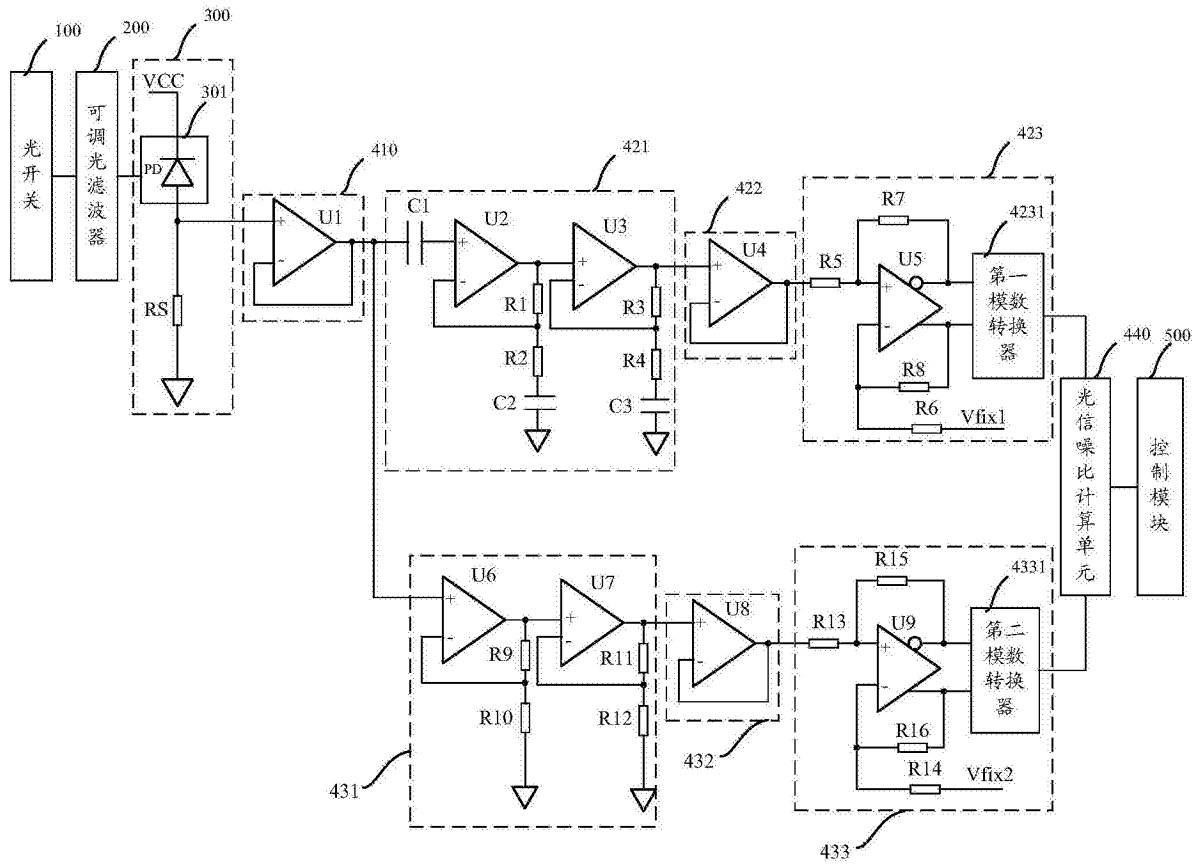 100
200
300
VCC
301
PD
光开关
可调光滤波器
RS
410
U1
421
C1
U2
U3
R1
R3
R2
R4
C2
C3
422
U4
423
R7
4231
R5
U5
第一模数转换器
R8
R6
Vfix1
440
500
光信噪比计算单元
控制模块
U6
U7
R9
R11
R10
R12
431
U8
432
R15
4331
R13
U9
第二模数转换器
R16
R14
Vfix2
433
+
-
+
-
+
-
+
-
+
-
+
-
+
-
+
-
+
-